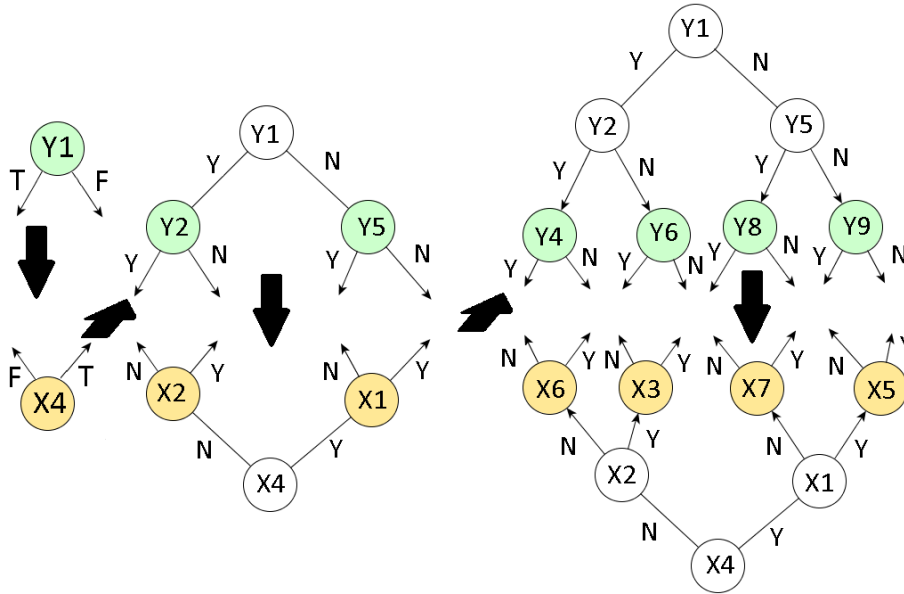 Y1
T F
F T
X4
Y1
Y N
Y2 Y5
Y N Y N
N Y N Y
X2 X1
N Y
X4
Y1
Y N
Y2 Y5
Y N Y N
Y4 Y6 Y8 Y9
Y N Y N Y N Y N
N Y N Y N Y N Y
X6 X3 X7 X5
N Y N Y
X2 X1
N Y
X4